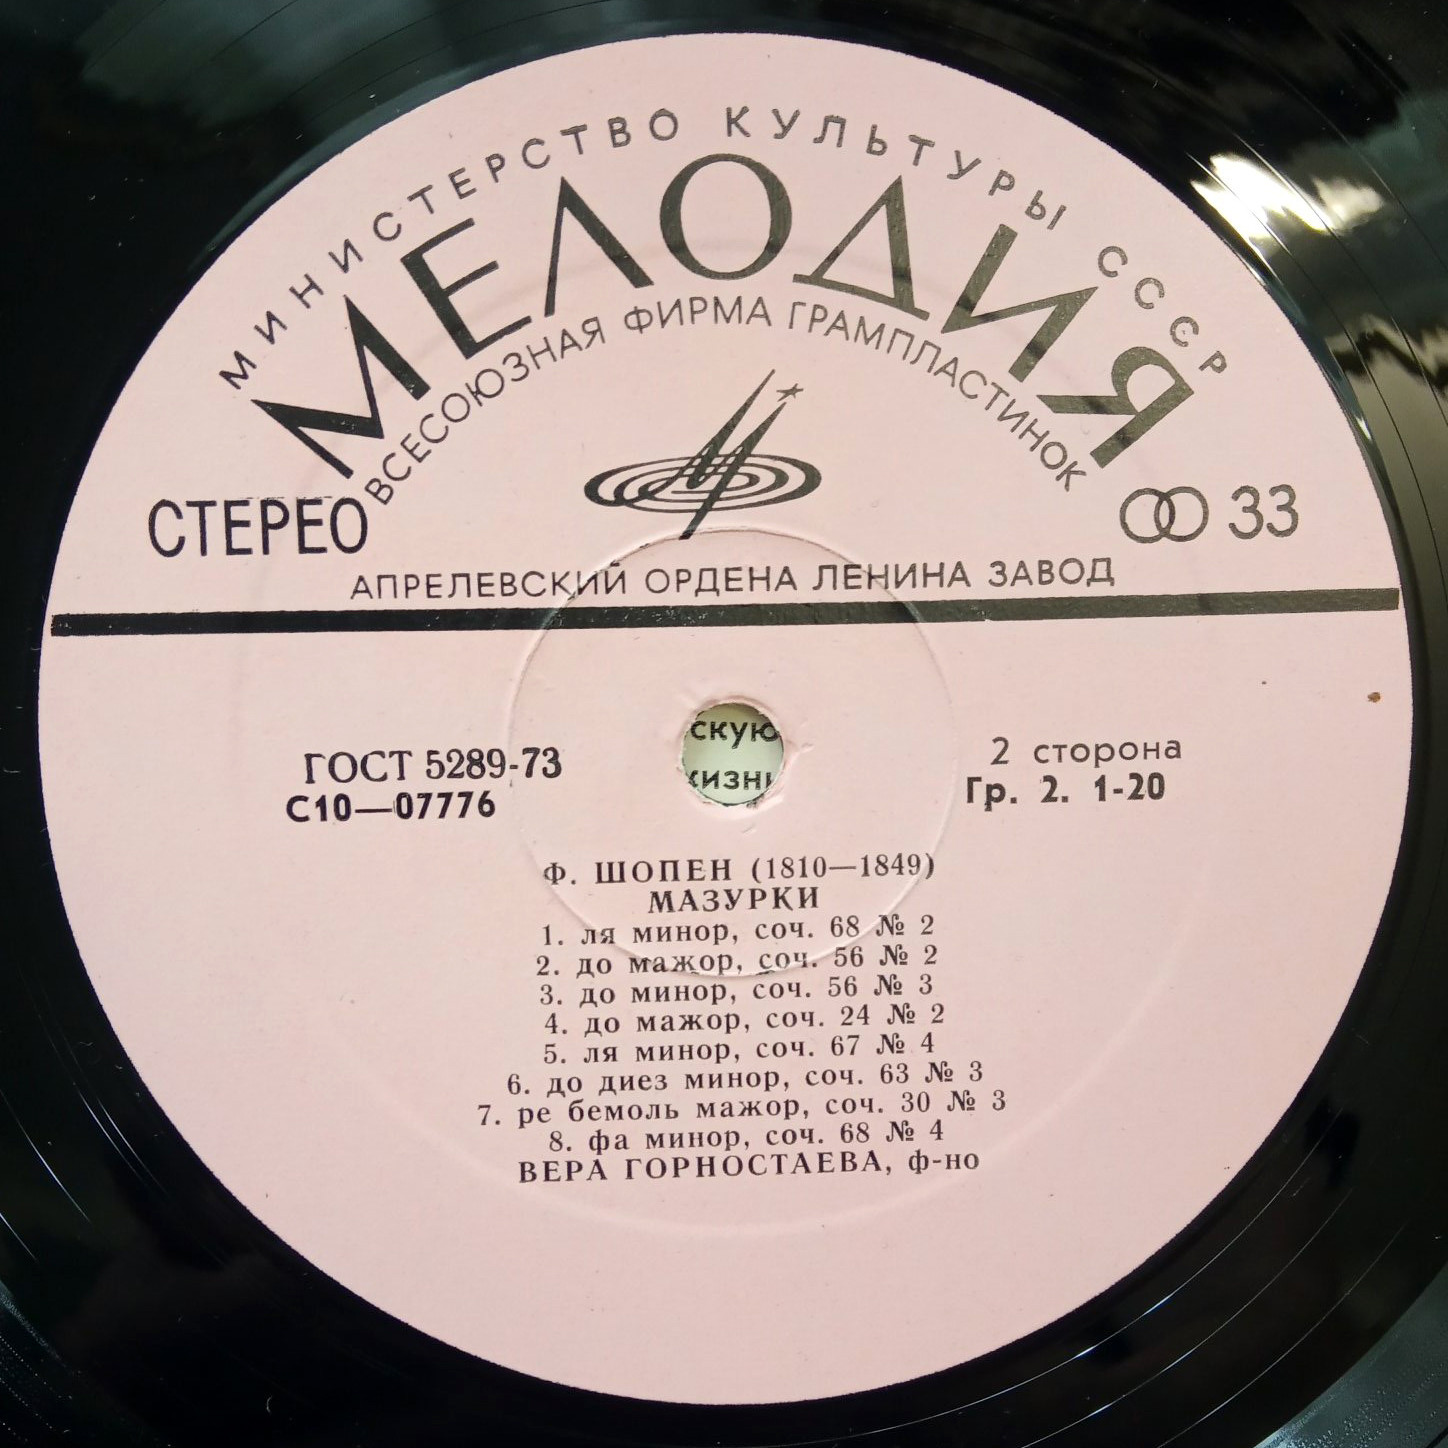 МИНИСТЕРСТВО КУЛЬТУРЫ СССР
МЕЛОДИЯ
ВСЕСОЮЗНАЯ ФИРМА ГРАМПЛАСТИНОК
СТЕРЕО
33
АПРЕЛЕВСКИЙ ОРДЕНА ЛЕНИНА ЗАВОД
ГОСТ 5289-73
С10—07776
скую
жизни
2 сторона
Гр. 2. 1-20
Ф. ШОПЕН (1810—1849)
МАЗУРКИ
1. ля минор, соч. 68 № 2
2. до мажор, соч. 56 № 2
3. до минор, соч. 56 № 3
4. до мажор, соч. 24 № 2
5. ля минор, соч. 67 № 4
6. до диез минор, соч. 63 № 3
7. ре бемоль мажор, соч. 30 № 3
8. фа минор, соч. 68 № 4
ВЕРА ГОРНОСТАЕВА, ф-но